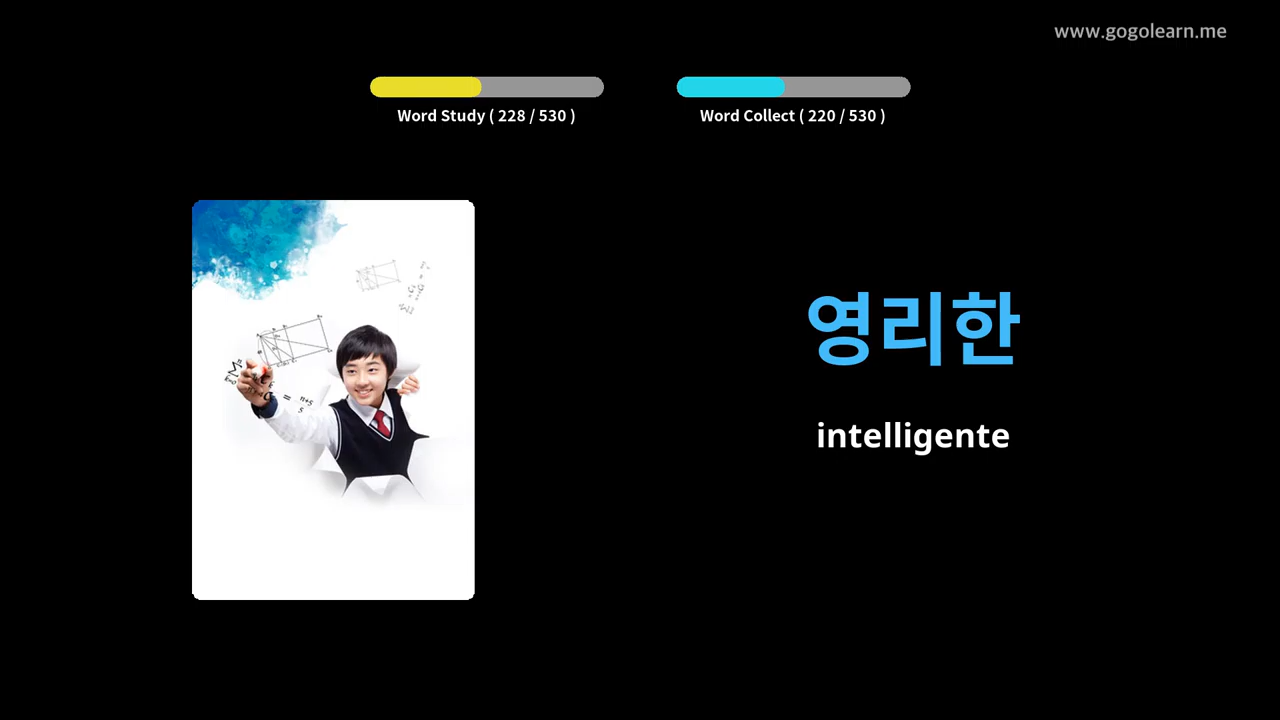 www.gogolearn.me
Word Study ( 228 / 530 )
Word Collect ( 220 / 530 )
영리한
intelligente